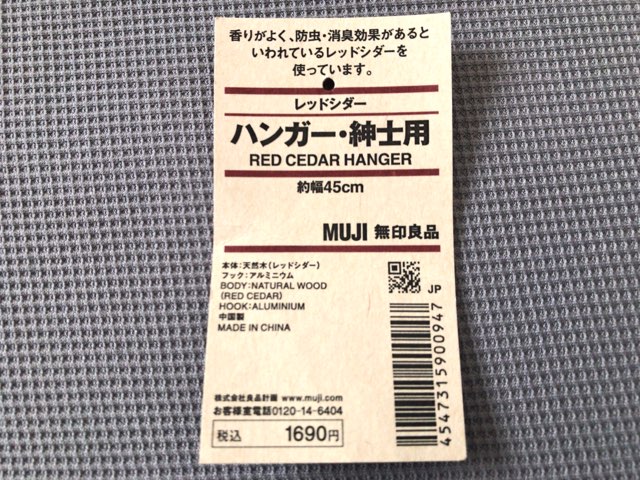 香りがよく、防虫・消臭効果があると
いわれているレッドシダーを
使っています。
レッドシダー
ハンガー・紳士用
RED CEDAR HANGER
約幅45cm
MUJI 無印良品
本体：天然木（レッドシダー）
フック：アルミニウム
BODY：NATURAL WOOD
(RED CEDAR)
HOOK：ALUMINIUM
中国製
MADE IN CHINA
JP
4547315900947
株式会社良品計画 www.muji.com
お客様室電話0120-14-6404
税込 1690円